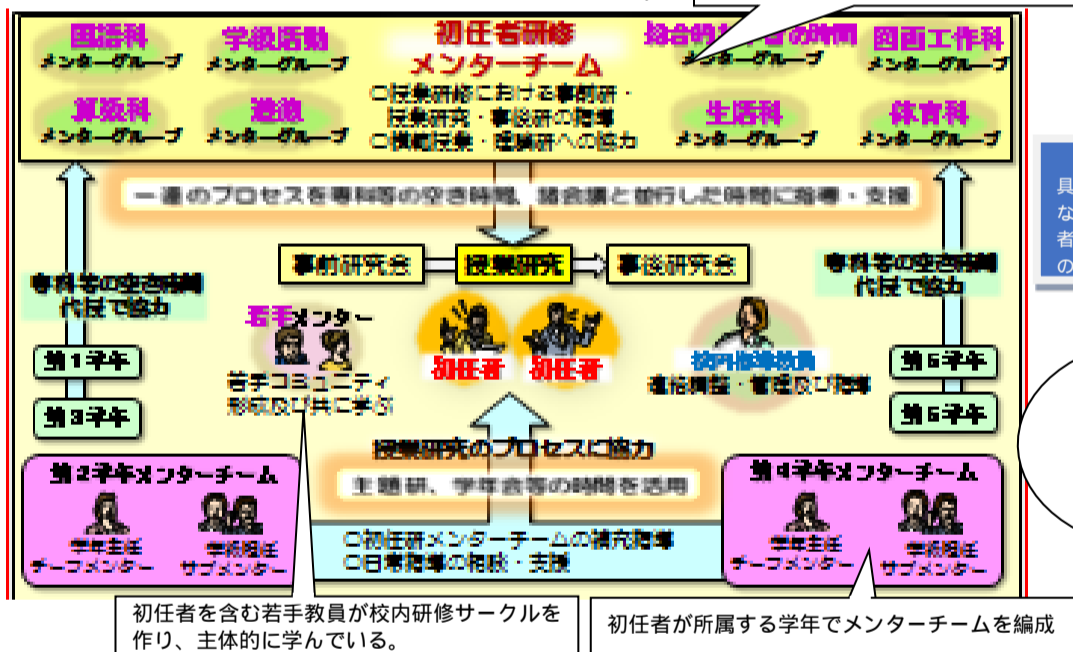 国語科
メンターグループ
学級活動
メンターグループ
初任者研修
メンターチーム
○授業研修における事前研・
授業研究・事後研の指導
○模範授業・理論研への協力
総合的な学習の時間
メンターグループ
図画工作科
メンターグループ
算数科
メンターグループ
道徳
メンターグループ
生活科
メンターグループ
体育科
メンターグループ
一連のプロセスを専科等の空き時間、諸会議と並行した時間に指導・支援
事前研究会
授業研究
事後研究会
専科等の空き時間
代反で協力
専科等の空き時間
代反で協力
若手メンター
若手コミュニティ
形成及び共に学ぶ
初任者
初任者
校内指導教員
進捗調整・管理及び指導
第1学年
第3学年
第5学年
授業研究のプロセスに協力
主題研、学年会等の時間を活用
第2学年メンターチーム
学年主任
チーフメンター
学級担任
サブメンター
第4学年メンターチーム
学年主任
チーフメンター
学級担任
サブメンター
○初任研メンターチームの補充指導
○日常指導の相談・支援
初任者を含む若手教員が校内研修サークルを
作り、主体的に学んでいる。
初任者が所属する学年でメンターチームを編成
具
な
者
の